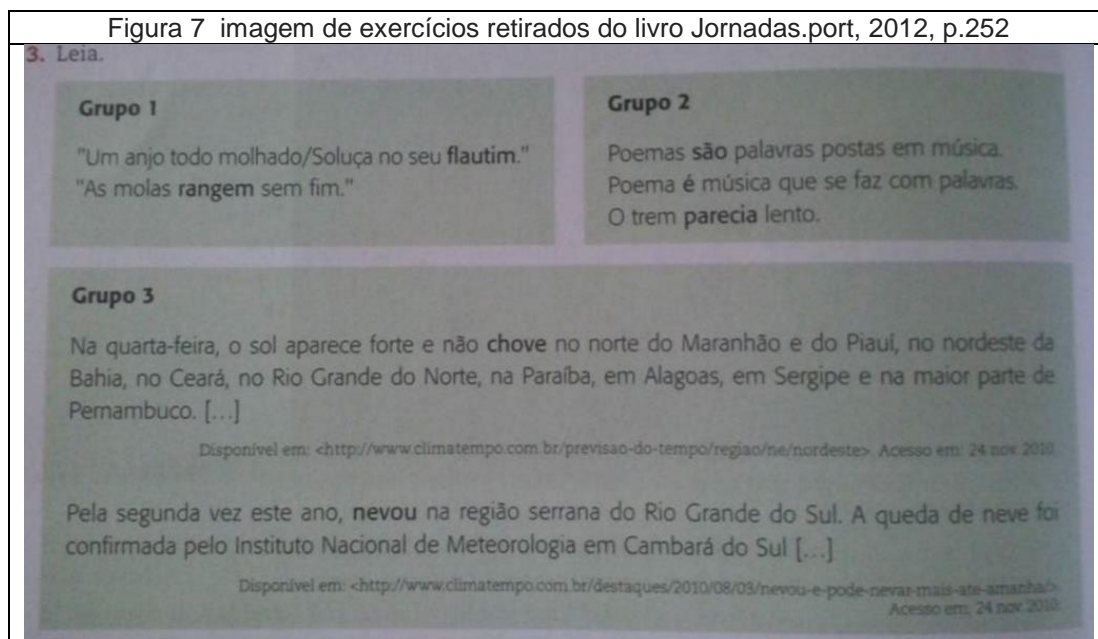 Figura 7 imagem de exercícios retirados do livro Jornadas.port, 2012, p.252
3. Leia.
Grupo 1
"Um anjo todo molhado/Soluça no seu flautim."
"As molas rangem sem fim."
Grupo 2
Poemas são palavras postas em música.
Poema é música que se faz com palavras.
O trem parecia lento.
Grupo 3
Na quarta-feira, o sol aparece forte e não chove no norte do Maranhão e do Piauí, no nordeste da
Bahia, no Ceará, no Rio Grande do Norte, na Paraíba, em Alagoas, em Sergipe e na maior parte de
Pernambuco. [...]
Disponível em: <http://www.climatempo.com.br/previsao-do-tempo/regiao/ne/nordeste>. Acesso em: 24 nov. 2010.
Pela segunda vez este ano, nevou na região serrana do Rio Grande do Sul. A queda de neve foi
confirmada pelo Instituto Nacional de Meteorologia em Cambará do Sul [...]
Disponível em: <http://www.climatempo.com.br/destaques/2010/08/03/nevou-e-pode-nevar-mais-ate-amanha/>.
Acesso em: 24 nov. 2010.